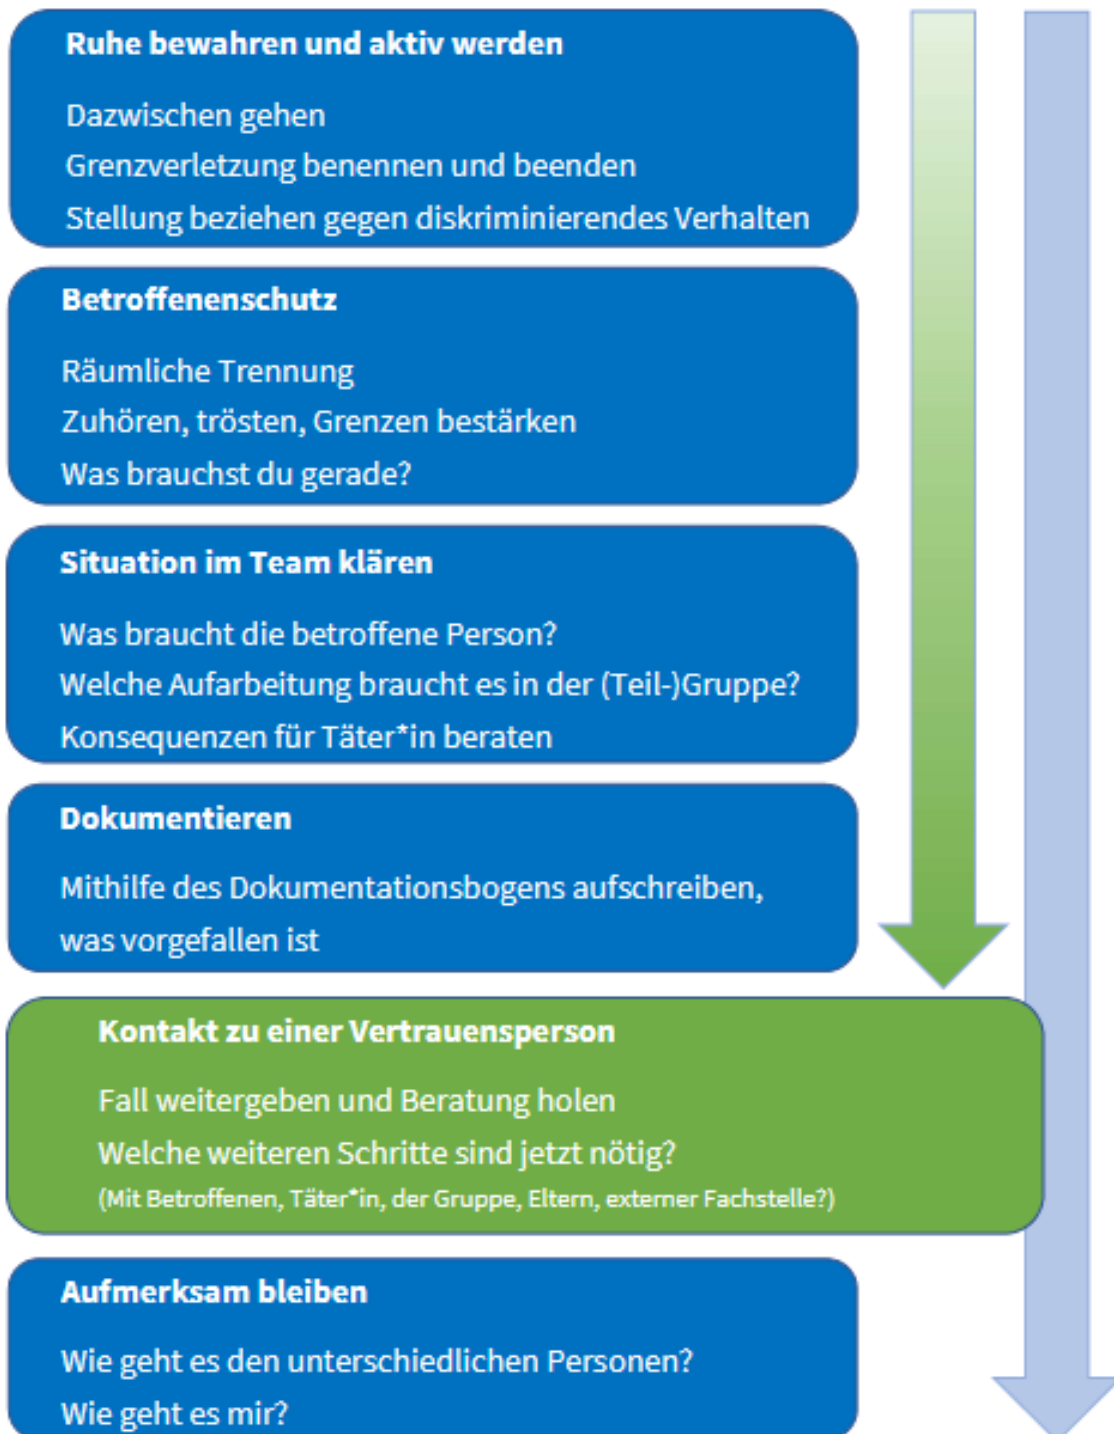 Ruhe bewahren und aktiv werden
Dazwischen gehen
Grenzverletzung benennen und beenden
Stellung beziehen gegen diskriminierendes Verhalten
Betroffenenschutz
Räumliche Trennung
Zuhören, trösten, Grenzen bestärken
Was brauchst du gerade?
Situation im Team klären
Was braucht die betroffene Person?
Welche Aufarbeitung braucht es in der (Teil-)Gruppe?
Konsequenzen für Täter*in beraten
Dokumentieren
Mithilfe des Dokumentationsbogens aufschreiben,
was vorgefallen ist
Kontakt zu einer Vertrauensperson
Fall weitergeben und Beratung holen
Welche weiteren Schritte sind jetzt nötig?
(Mit Betroffenen, Täter*in, der Gruppe, Eltern, externer Fachstelle?)
Aufmerksam bleiben
Wie geht es den unterschiedlichen Personen?
Wie geht es mir?